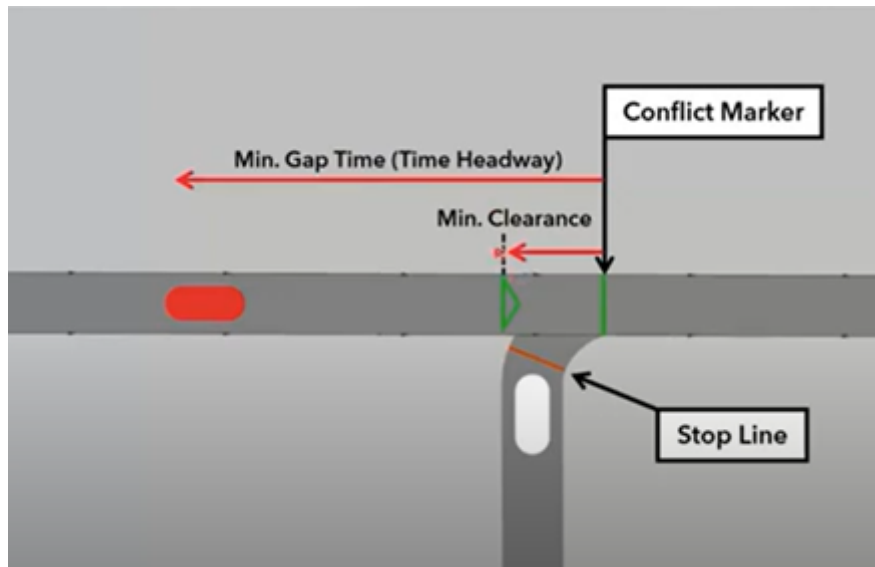 Conflict Marker
Min. Gap Time (Time Headway)
Min. Clearance
Stop Line